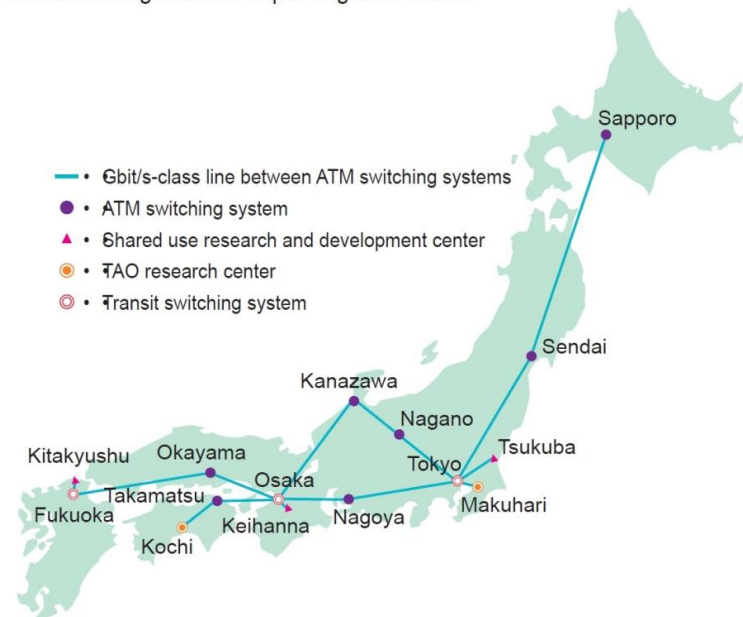 Sapporo
• Gbit/s-class line between ATM switching systems
• ATM switching system
• Shared use research and development center
• TAO research center
• Transit switching system
Sendai
Kanazawa
Nagano
Tsukuba
Kitakyushu
Okayama
Osaka
Tokyo
Takamatsu
Fukuoka
Keihanna
Nagoya
Makuhari
Kochi